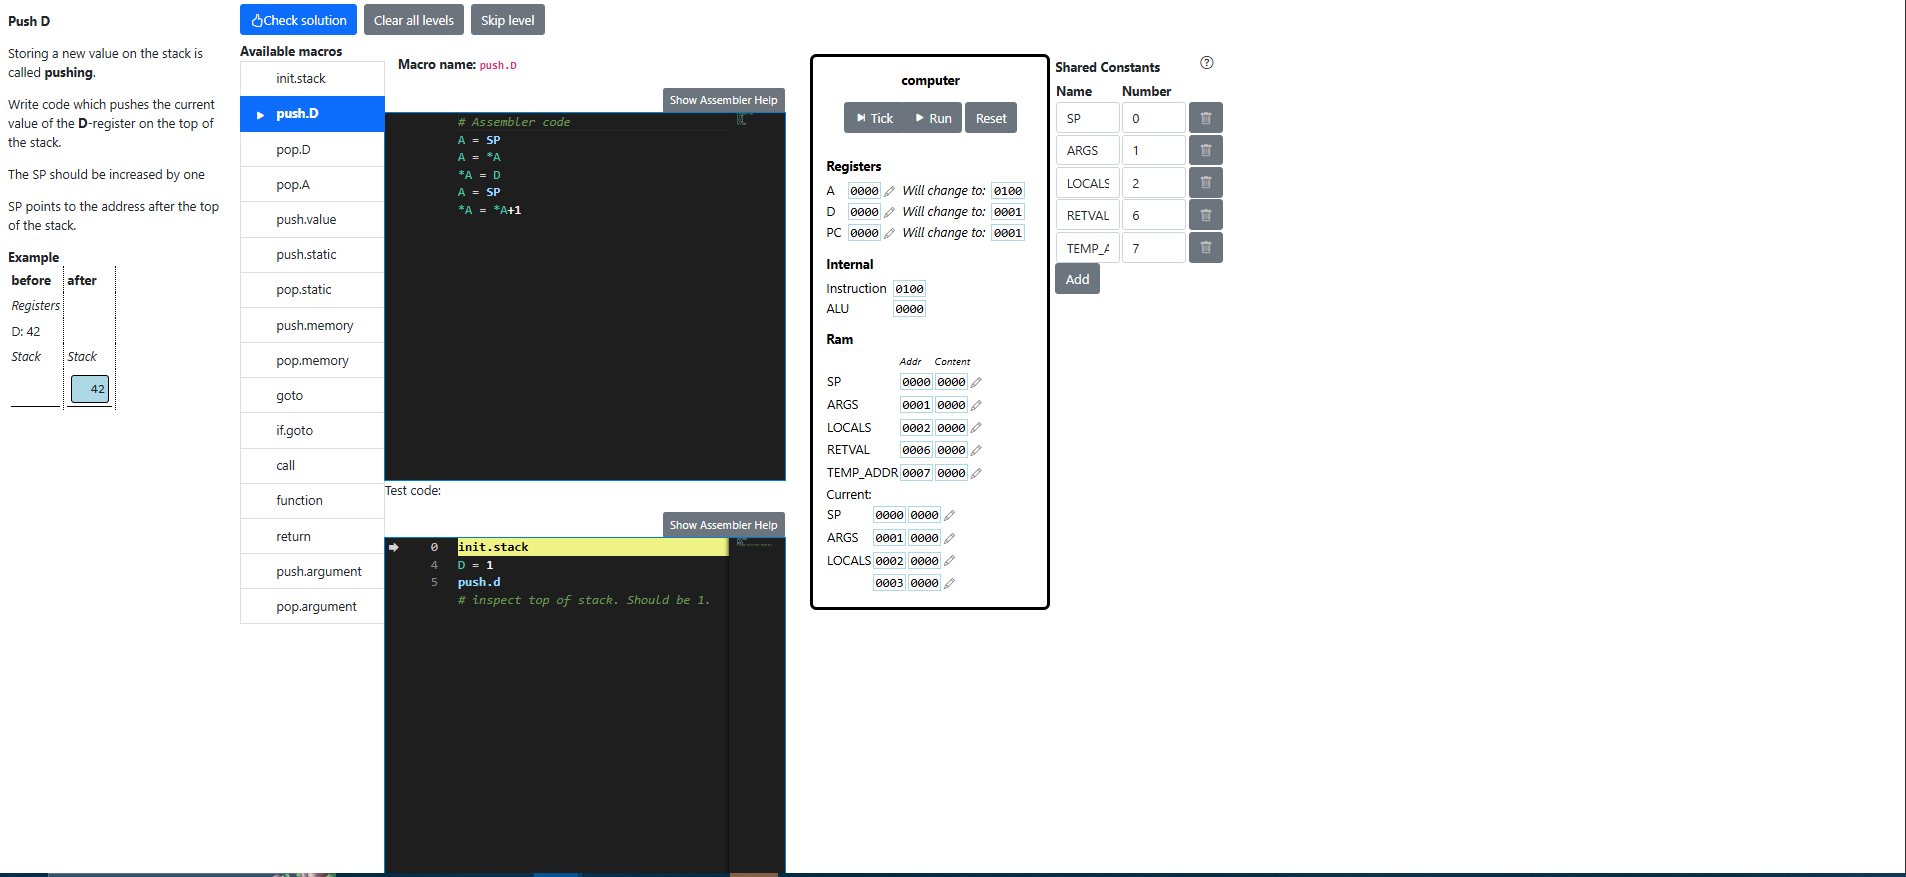 Push D
Storing a new value on the stack is
called pushing.
Write code which pushes the current
value of the D-register on the top of
the stack.
The SP should be increased by one
SP points to the address after the top
of the stack.
Example
before after
Registers
D: 42
Stack Stack
42
Check solution Clear all levels Skip level
Available macros
init.stack
push.D
pop.D
pop.A
push.value
push.static
pop.static
push.memory
pop.memory
goto
if.goto
call
function
return
push.argument
pop.argument
Macro name: push.D
Show Assembler Help
# Assembler code
A = SP
A = *A
*A = D
A = SP
*A = *A+1
Test code:
Show Assembler Help
0 init.stack
4 D = 1
5 push.d
# inspect top of stack. Should be 1.
computer
Tick Run Reset
Registers
A 0000 Will change to: 0100
D 0000 Will change to: 0001
PC 0000 Will change to: 0001
Internal
Instruction 0100
ALU 0000
Ram
Addr Content
SP 0000 0000
ARGS 0001 0000
LOCALS 0002 0000
RETVAL 0006 0000
TEMP_ADDR 0007 0000
Current:
SP 0000 0000
ARGS 0001 0000
LOCALS 0002 0000
0003 0000
Shared Constants ?
Name Number
SP 0
ARGS 1
LOCALS 2
RETVAL 6
TEMP_A 7
Add